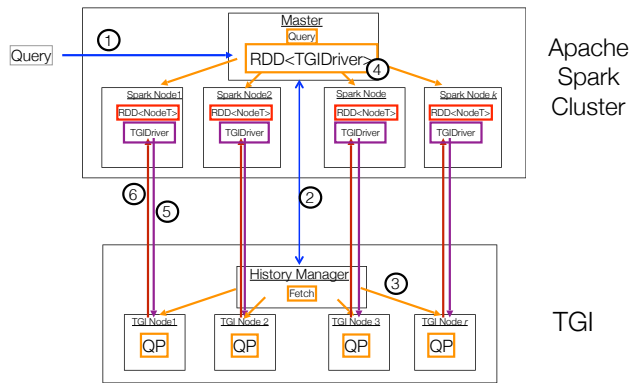 Master
Query
RDD<TGIDriver>
Query
1
4
Apache
Spark
Cluster
Spark Node1
Spark Node2
Spark Node
Spark Node k
RDD<NodeT>
RDD<NodeT>
RDD<NodeT>
RDD<NodeT>
TGIDriver
TGIDriver
TGIDriver
TGIDriver
6
5
2
History Manager
Fetch
3
TGI
TGI Node1
TGI Node 2
TGI Node 3
TGI Node r
QP
QP
QP
QP